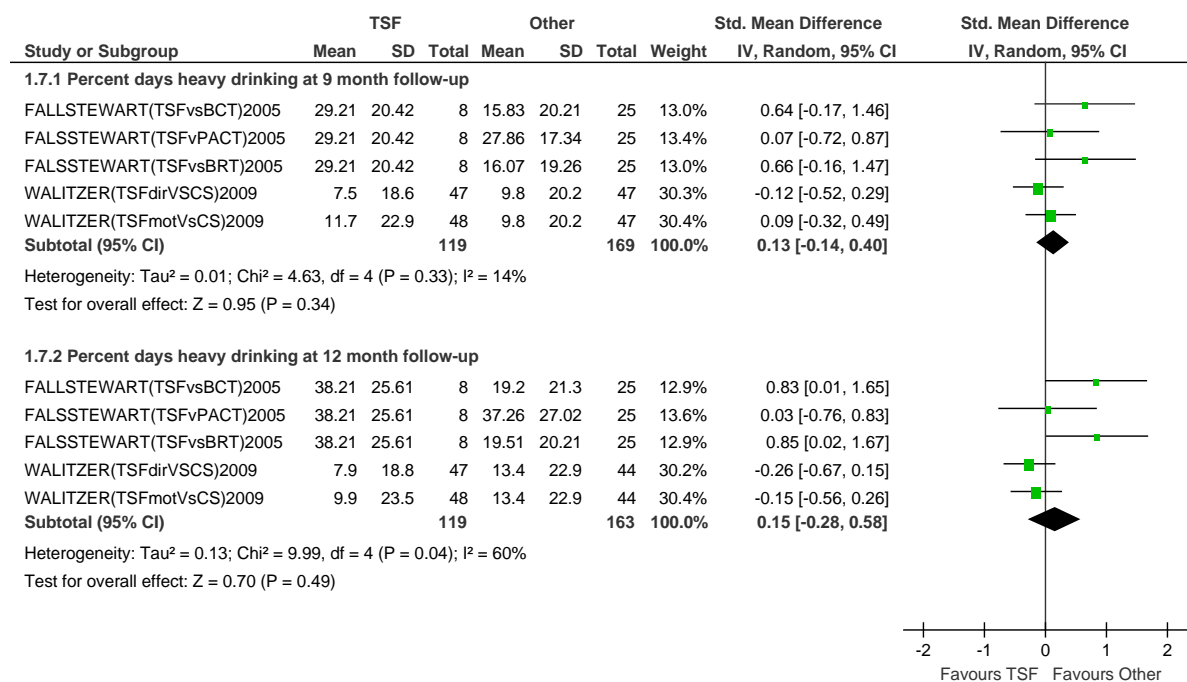 TSF Other Std. Mean Difference Std. Mean Difference
Study or Subgroup Mean SD Total Mean SD Total Weight IV, Random, 95% CI IV, Random, 95% CI
1.7.1 Percent days heavy drinking at 9 month follow-up
FALLSTEWART(TSFvsBCT)2005 29.21 20.42 8 15.83 20.21 25 13.0% 0.64 [-0.17, 1.46]
FALSSTEWART(TSFvPACT)2005 29.21 20.42 8 27.86 17.34 25 13.4% 0.07 [-0.72, 0.87]
FALSSTEWART(TSFvsBRT)2005 29.21 20.42 8 16.07 19.26 25 13.0% 0.66 [-0.16, 1.47]
WALITZER(TSFdirVSCS)2009 7.5 18.6 47 9.8 20.2 47 30.3% -0.12 [-0.52, 0.29]
WALITZER(TSFmotVsCS)2009 11.7 22.9 48 9.8 20.2 47 30.4% 0.09 [-0.32, 0.49]
Subtotal (95% CI) 119 169 100.0% 0.13 [-0.14, 0.40]
Heterogeneity: Tau² = 0.01; Chi² = 4.63, df = 4 (P = 0.33); I² = 14%
Test for overall effect: Z = 0.95 (P = 0.34)
1.7.2 Percent days heavy drinking at 12 month follow-up
FALLSTEWART(TSFvsBCT)2005 38.21 25.61 8 19.2 21.3 25 12.9% 0.83 [0.01, 1.65]
FALSSTEWART(TSFvPACT)2005 38.21 25.61 8 37.26 27.02 25 13.6% 0.03 [-0.76, 0.83]
FALSSTEWART(TSFvsBRT)2005 38.21 25.61 8 19.51 20.21 25 12.9% 0.85 [0.02, 1.67]
WALITZER(TSFdirVSCS)2009 7.9 18.8 47 13.4 22.9 44 30.2% -0.26 [-0.67, 0.15]
WALITZER(TSFmotVsCS)2009 9.9 23.5 48 13.4 22.9 44 30.4% -0.15 [-0.56, 0.26]
Subtotal (95% CI) 119 163 100.0% 0.15 [-0.28, 0.58]
Heterogeneity: Tau² = 0.13; Chi² = 9.99, df = 4 (P = 0.04); I² = 60%
Test for overall effect: Z = 0.70 (P = 0.49)
-2 -1 0 1 2
Favours TSF Favours Other